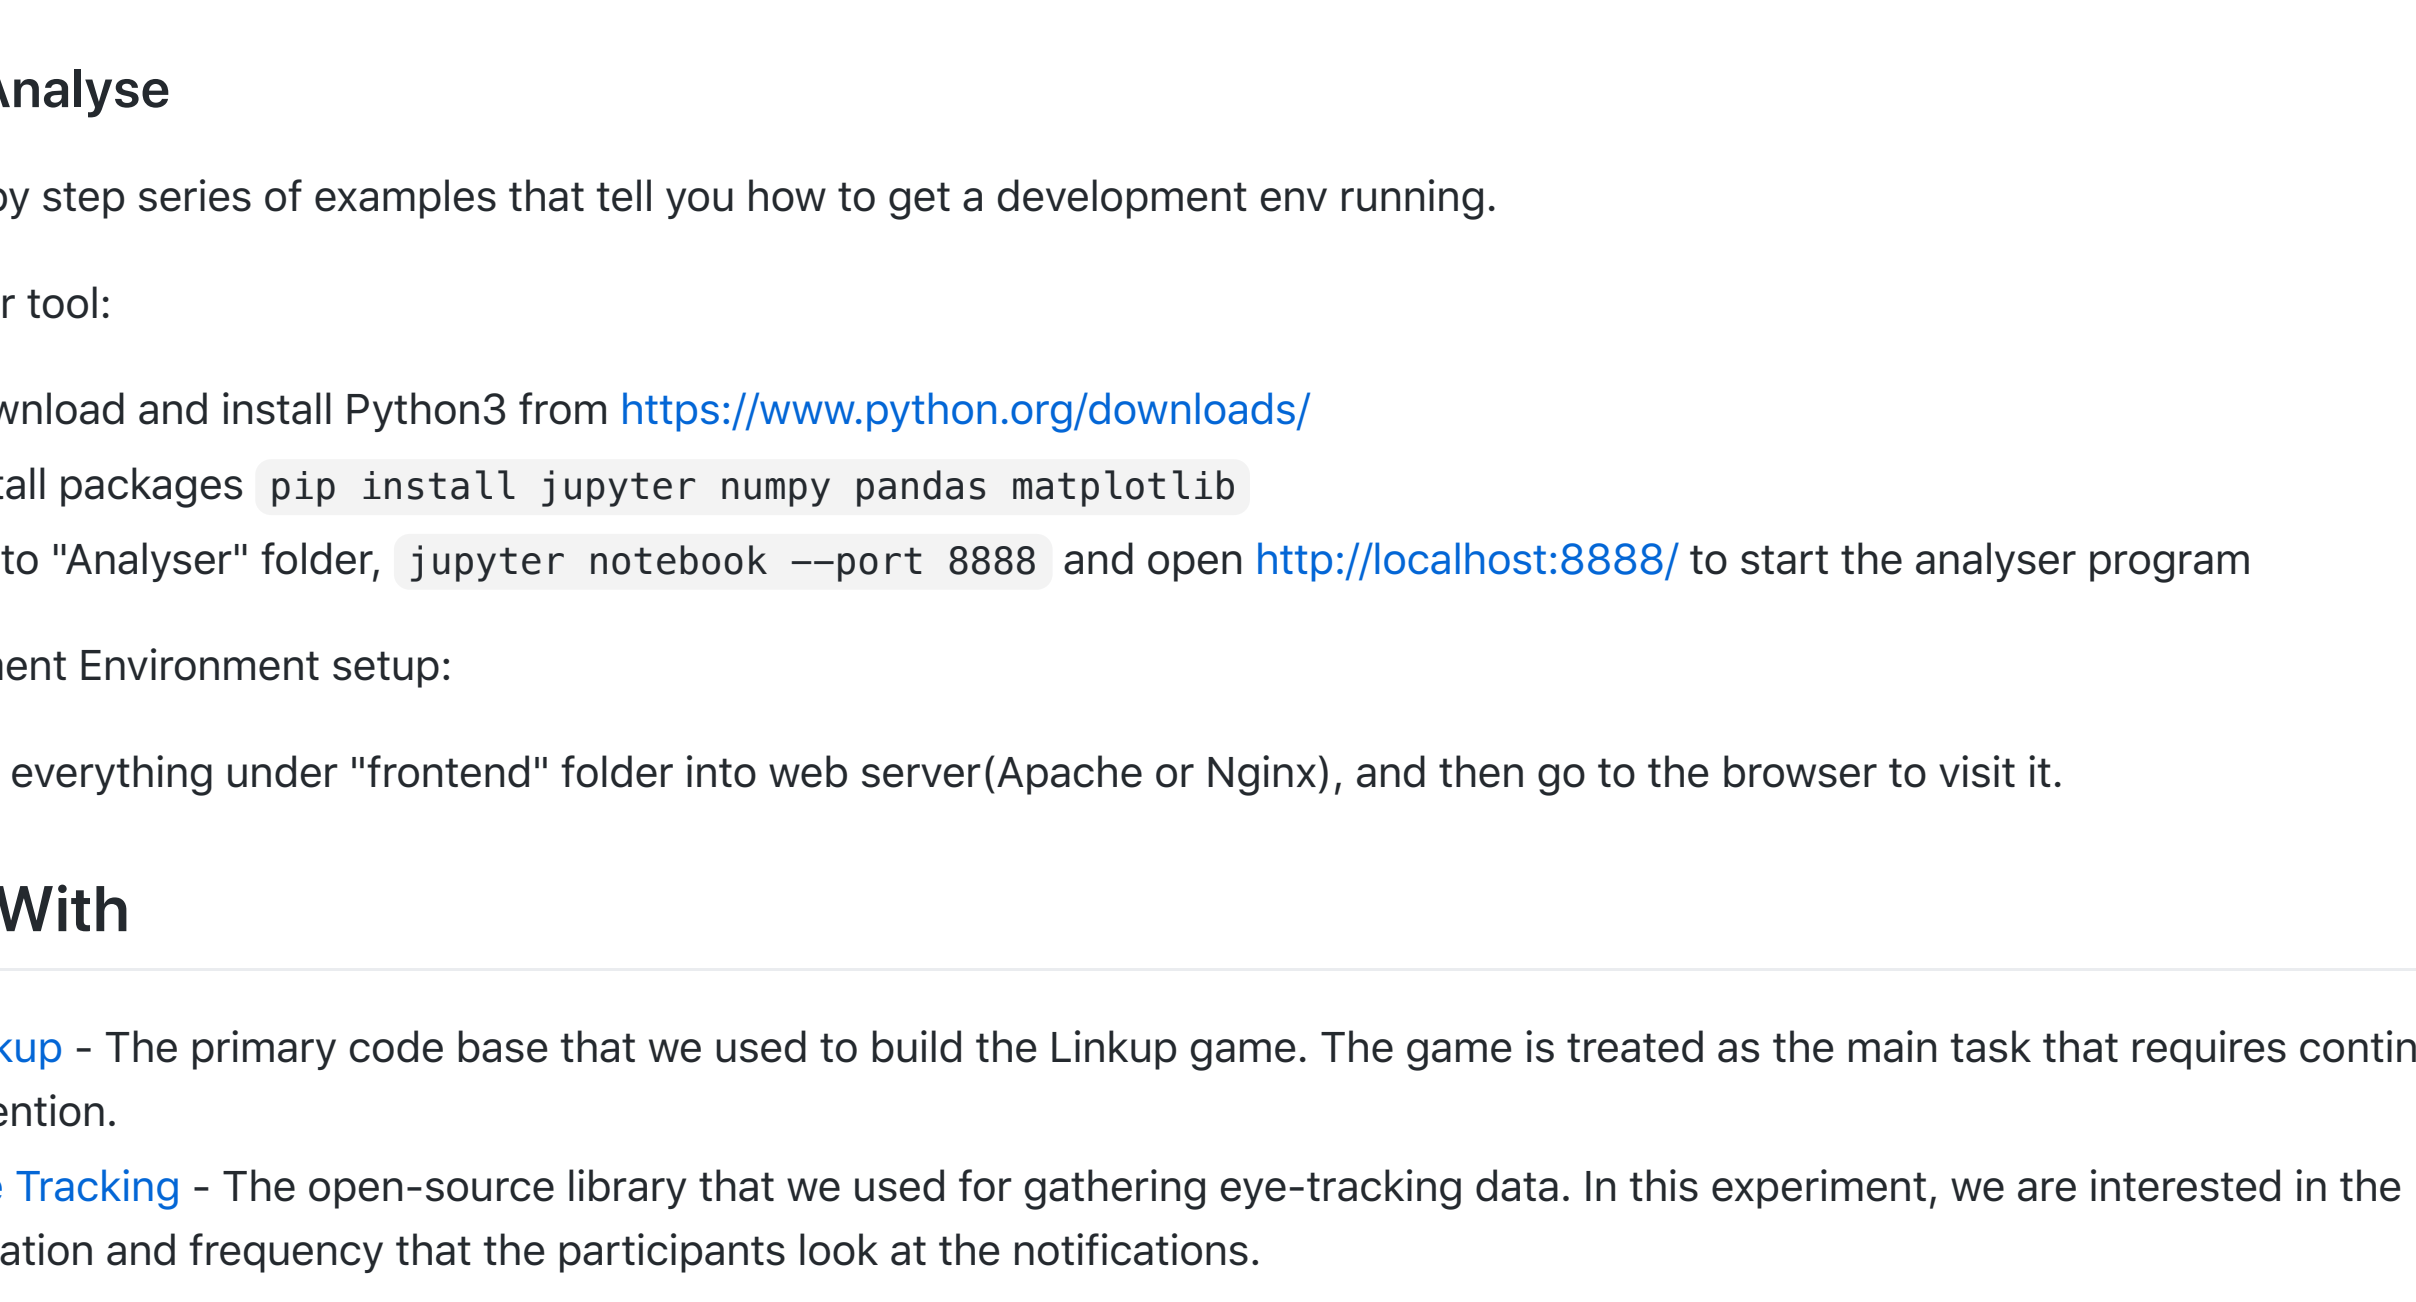 Analyse
by step series of examples that tell you how to get a development env running.
r tool:
wnload and install Python3 from https://www.python.org/downloads/
tall packages pip install jupyter numpy pandas matplotlib
to "Analyser" folder, jupyter notebook --port 8888 and open http://localhost:8888/ to start the analyser program
ent Environment setup:
everything under "frontend" folder into web server(Apache or Nginx), and then go to the browser to visit it.
With
kup - The primary code base that we used to build the Linkup game. The game is treated as the main task that requires contin
ention.
e Tracking - The open-source library that we used for gathering eye-tracking data. In this experiment, we are interested in the
ation and frequency that the participants look at the notifications.